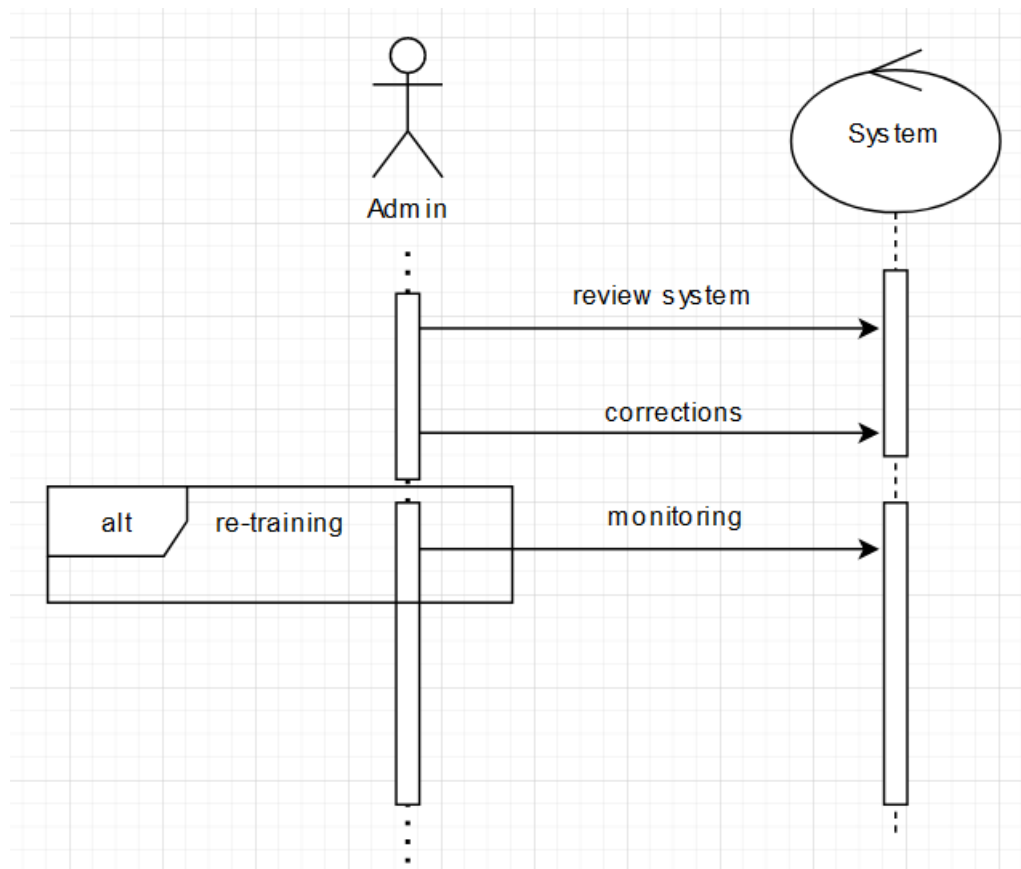 System
Admin
review system
corrections
monitoring
alt
re-training